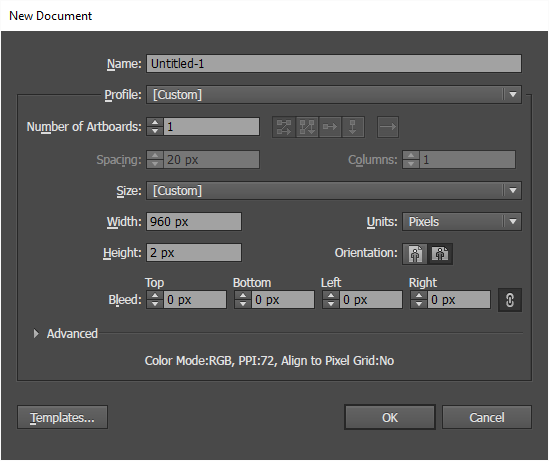 New Document
Name: Untitled-1
Profile: [Custom]
Number of Artboards: 1
Spacing: 20 px Columns: 1
Size: [Custom]
Width: 960 px Units: Pixels
Height: 2 px Orientation:
Top Bottom Left Right
Bleed: 0 px 0 px 0 px 0 px
Advanced
Color Mode:RGB, PPI:72, Align to Pixel Grid:No
Templates... OK Cancel